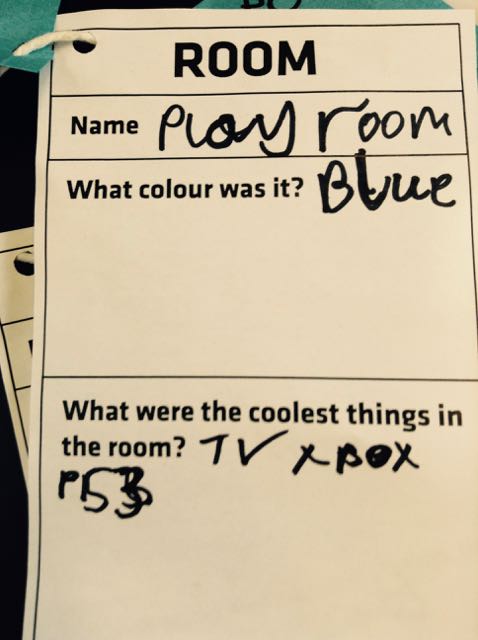 ROOM
Name Play room
What colour was it? Blue
What were the coolest things in
the room? TV XBOX
PS3